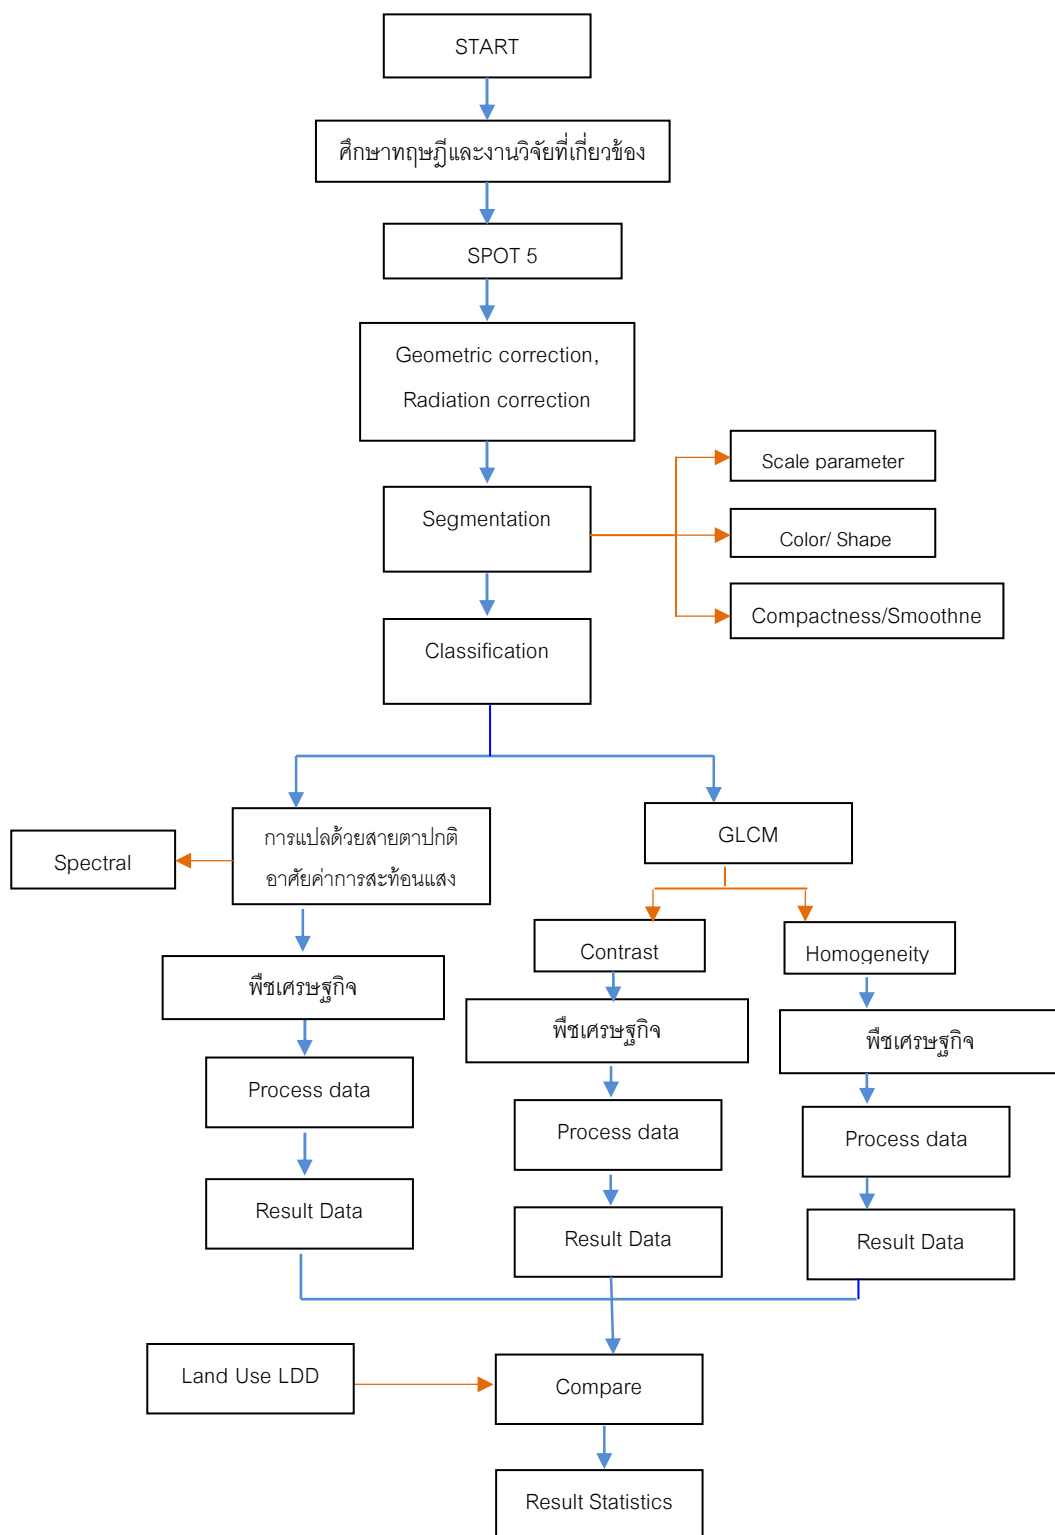 START
ศึกษาทฤษฎีและงานวิจัยที่เกี่ยวข้อง
SPOT 5
Geometric correction,
Radiation correction
Segmentation
Scale parameter
Color/ Shape
Compactness/Smoothne
Classification
Spectral
การแปลด้วยสายตาปกติ
อาศัยค่าการสะท้อนแสง
GLCM
Contrast
Homogeneity
พืชเศรษฐกิจ
พืชเศรษฐกิจ
พืชเศรษฐกิจ
Process data
Process data
Process data
Result Data
Result Data
Result Data
Land Use LDD
Compare
Result Statistics